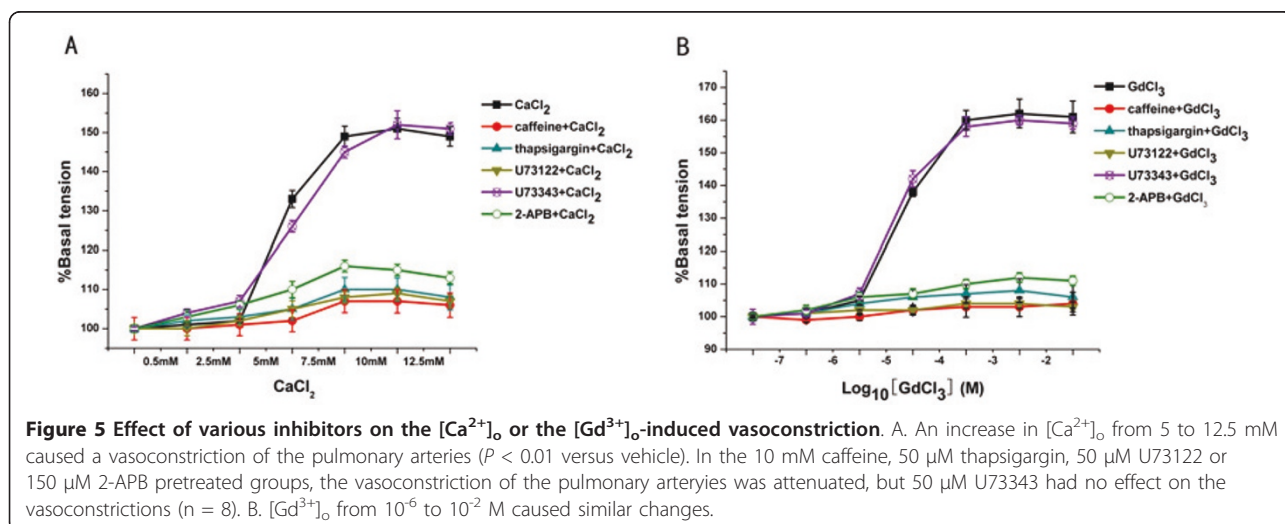 A
160
150
140
130
120
110
100
%Basal tension
CaCl₂
caffeine+CaCl₂
thapsigargin+CaCl₂
U73122+CaCl₂
U73343+CaCl₂
2-APB+CaCl₂
0.5mM 2.5mM 5mM 7.5mM 10mM 12.5mM
CaCl₂
B
170
160
150
140
130
120
110
100
90
%Basal tension
GdCl₃
caffeine+GdCl₃
thapsigargin+GdCl₃
U73122+GdCl₃
U73343+GdCl₃
2-APB+GdCl₃
-7 -6 -5 -4 -3 -2
Log₁₀[GdCl₃] (M)
Figure 5 Effect of various inhibitors on the [Ca²⁺]ₒ or the [Gd³⁺]ₒ-induced vasoconstriction. A. An increase in [Ca²⁺]ₒ from 5 to 12.5 mM
caused a vasoconstriction of the pulmonary arteries (P < 0.01 versus vehicle). In the 10 mM caffeine, 50 μM thapsigargin, 50 μM U73122 or
150 μM 2-APB pretreated groups, the vasoconstriction of the pulmonary arteryies was attenuated, but 50 μM U73343 had no effect on the
vasoconstrictions (n = 8). B. [Gd³⁺]ₒ from 10⁻⁶ to 10⁻² M caused similar changes.